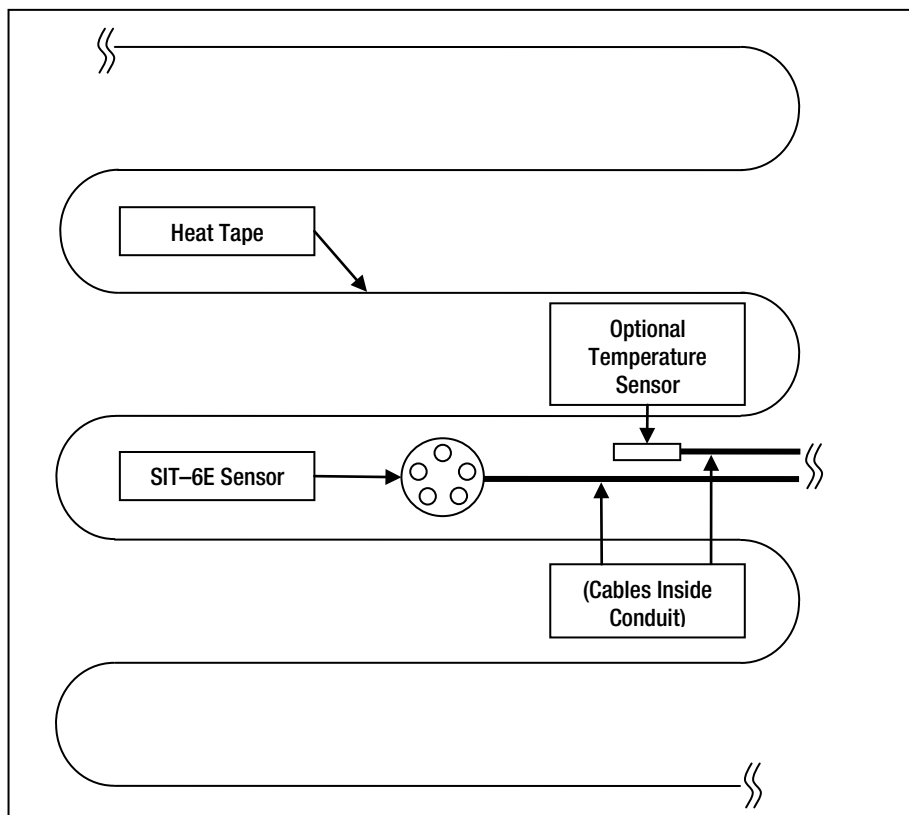 Heat Tape
Optional
Temperature
Sensor
SIT–6E Sensor
(Cables Inside
Conduit)